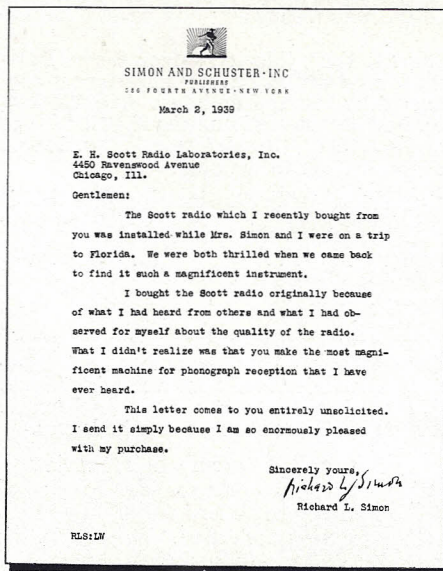 SIMON AND SCHUSTER · INC
PUBLISHERS
386 FOURTH AVENUE · NEW YORK
March 2, 1939
E. H. Scott Radio Laboratories, Inc.
4450 Ravenswood Avenue
Chicago, Ill.
Gentlemen:
The Scott radio which I recently bought from
you was installed while Mrs. Simon and I were on a trip
to Florida. We were both thrilled when we came back
to find it such a magnificent instrument.
I bought the Scott radio originally because
of what I had heard from others and what I had ob-
served for myself about the quality of the radio.
What I didn't realize was that you make the most magni-
ficent machine for phonograph reception that I have
ever heard.
This letter comes to you entirely unsolicited.
I send it simply because I am so enormously pleased
with my purchase.
Sincerely yours,
Richard L. Simon
Richard L. Simon
RLS:LW